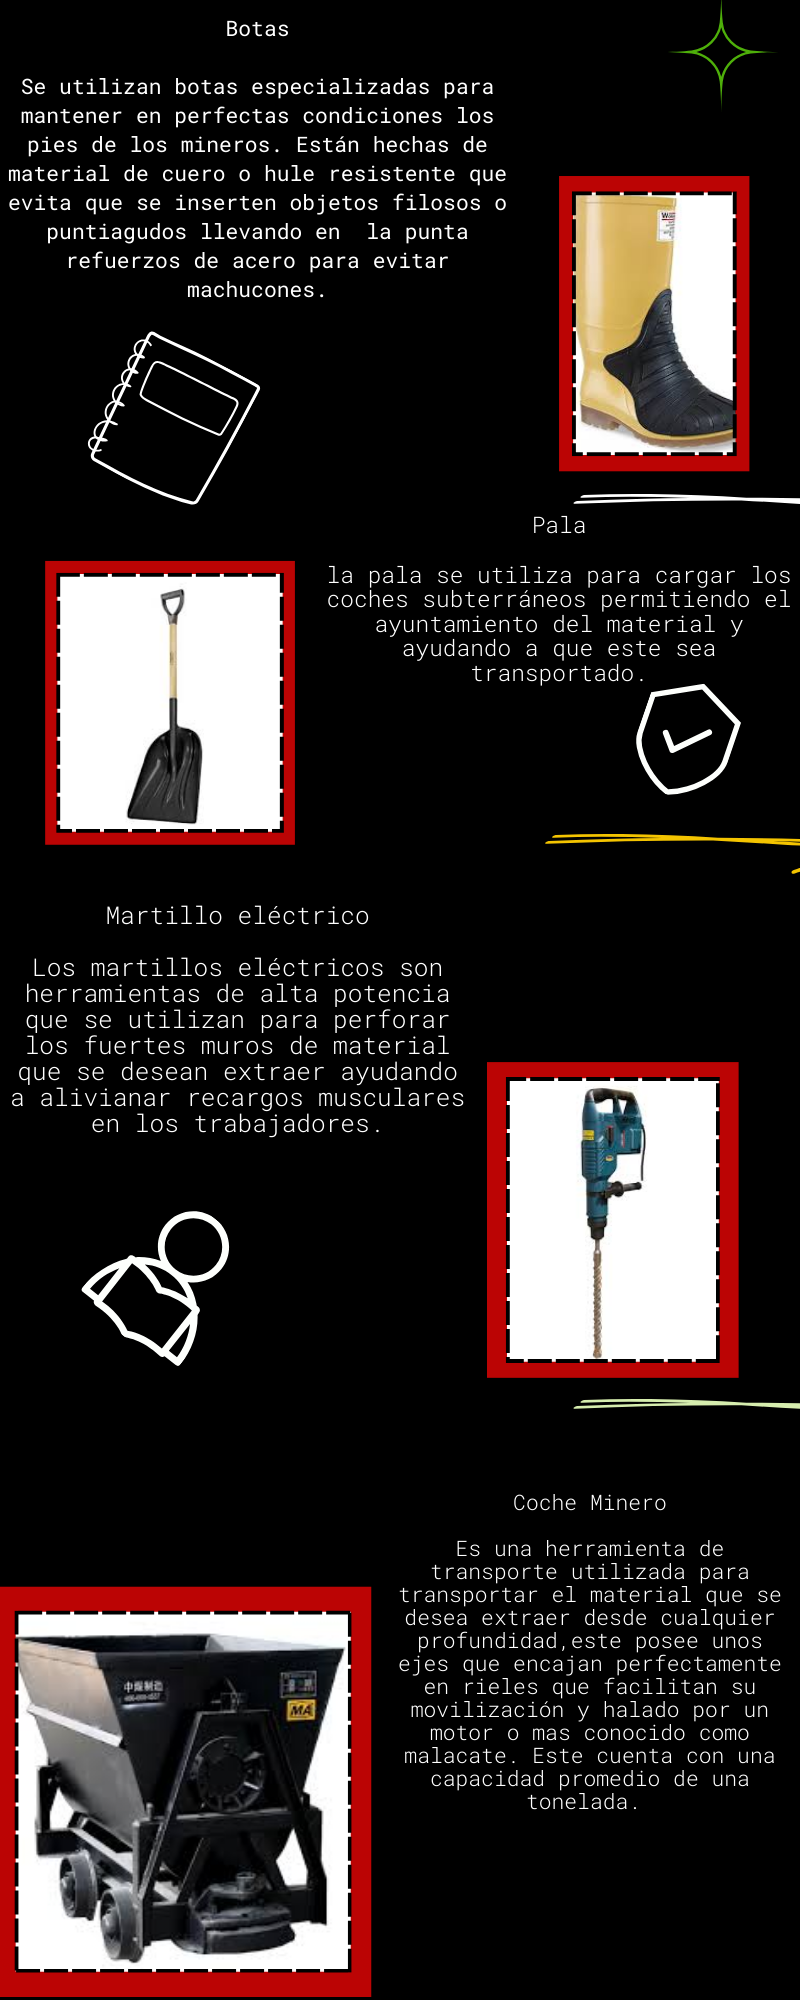 Botas
Se utilizan botas especializadas para
mantener en perfectas condiciones los
pies de los mineros. Están hechas de
material de cuero o hule resistente que
evita que se inserten objetos filosos o
puntiagudos llevando en  la punta
refuerzos de acero para evitar
machucones.
Pala
la pala se utiliza para cargar los
coches subterráneos permitiendo el
ayuntamiento del material y
ayudando a que este sea
transportado.
Martillo eléctrico
Los martillos eléctricos son
herramientas de alta potencia
que se utilizan para perforar
los fuertes muros de material
que se desean extraer ayudando
a alivianar recargos musculares
en los trabajadores.
Coche Minero
Es una herramienta de
transporte utilizada para
transportar el material que se
desea extraer desde cualquier
profundidad,este posee unos
ejes que encajan perfectamente
en rieles que facilitan su
movilización y halado por un
motor o mas conocido como
malacate. Este cuenta con una
capacidad promedio de una
tonelada.
中煤制造
MA